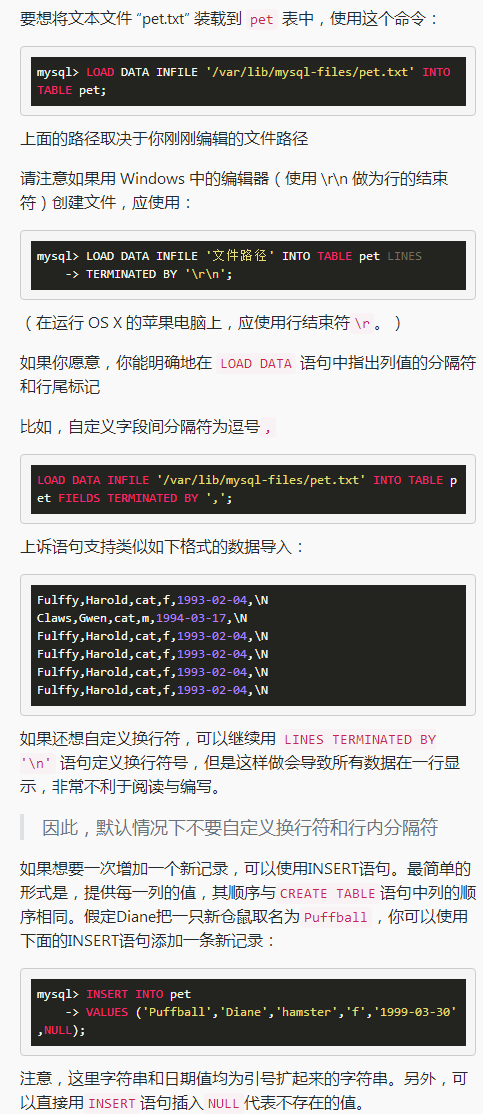 要想将文本文件 “pet.txt” 装载到 pet 表中，使用这个命令：
mysql> LOAD DATA INFILE '/var/lib/mysql-files/pet.txt' INTO
TABLE pet;
上面的路径取决于你刚刚编辑的文件路径
请注意如果用 Windows 中的编辑器（使用 \r\n 做为行的结束
符）创建文件，应使用：
mysql> LOAD DATA INFILE '文件路径' INTO TABLE pet LINES
-> TERMINATED BY '\r\n';
（在运行 OS X 的苹果电脑上，应使用行结束符 \r 。）
如果你愿意，你能明确地在 LOAD DATA 语句中指出列值的分隔符
和行尾标记
比如，自定义字段间分隔符为逗号 ,
LOAD DATA INFILE '/var/lib/mysql-files/pet.txt' INTO TABLE p
et FIELDS TERMINATED BY ',';
上诉语句支持类似如下格式的数据导入：
Fulffy,Harold,cat,f,1993-02-04,\N
Claws,Gwen,cat,m,1994-03-17,\N
Fulffy,Harold,cat,f,1993-02-04,\N
Fulffy,Harold,cat,f,1993-02-04,\N
Fulffy,Harold,cat,f,1993-02-04,\N
Fulffy,Harold,cat,f,1993-02-04,\N
如果还想自定义换行符，可以继续用 LINES TERMINATED BY
'\n' 语句定义换行符号，但是这样做会导致所有数据在一行显
示，非常不利于阅读与编写。
因此，默认情况下不要自定义换行符和行内分隔符
如果想要一次增加一个新记录，可以使用INSERT语句。最简单的
形式是，提供每一列的值，其顺序与 CREATE TABLE 语句中列的顺
序相同。假定Diane把一只新仓鼠取名为 Puffball ，你可以使用
下面的INSERT语句添加一条新记录：
mysql> INSERT INTO pet
-> VALUES ('Puffball','Diane','hamster','f','1999-03-30'
,NULL);
注意，这里字符串和日期值均为引号扩起来的字符串。另外，可
以直接用 INSERT 语句插入 NULL 代表不存在的值。